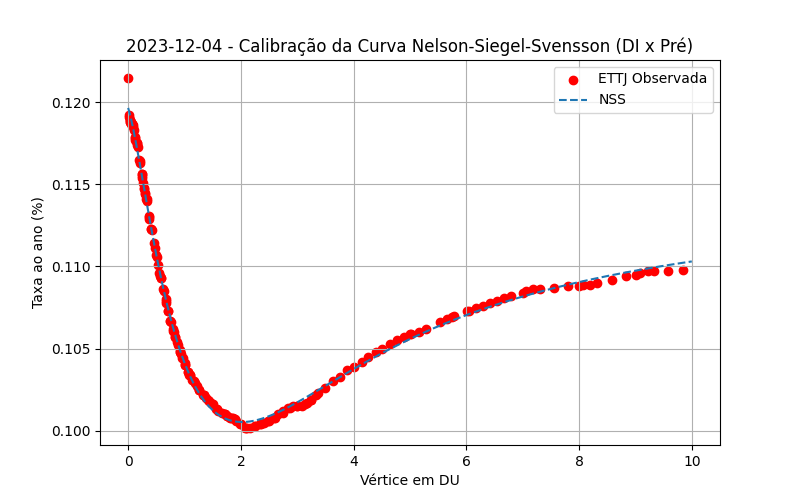 2023-12-04 - Calibração da Curva Nelson-Siegel-Svensson (DI x Pré)
ETTJ Observada
NSS
Taxa ao ano (%)
0.120
0.115
0.110
0.105
0.100
0 2 4 6 8 10
Vértice em DU